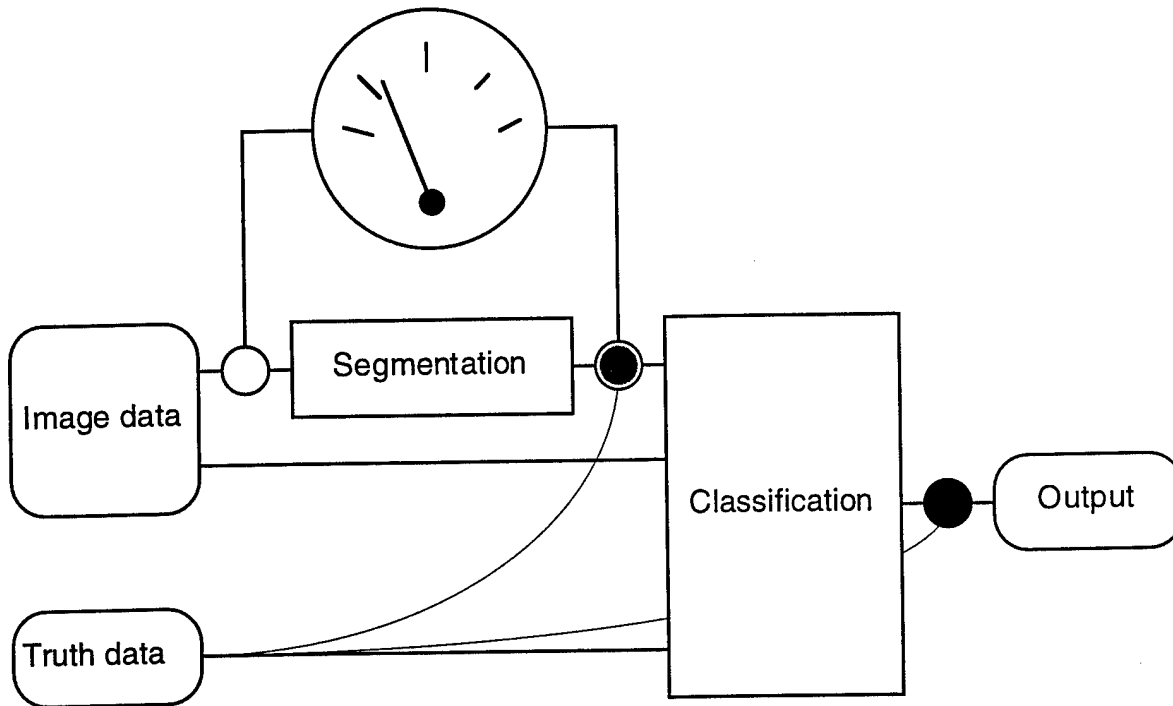 Segmentation
Image data
Classification
Output
Truth data